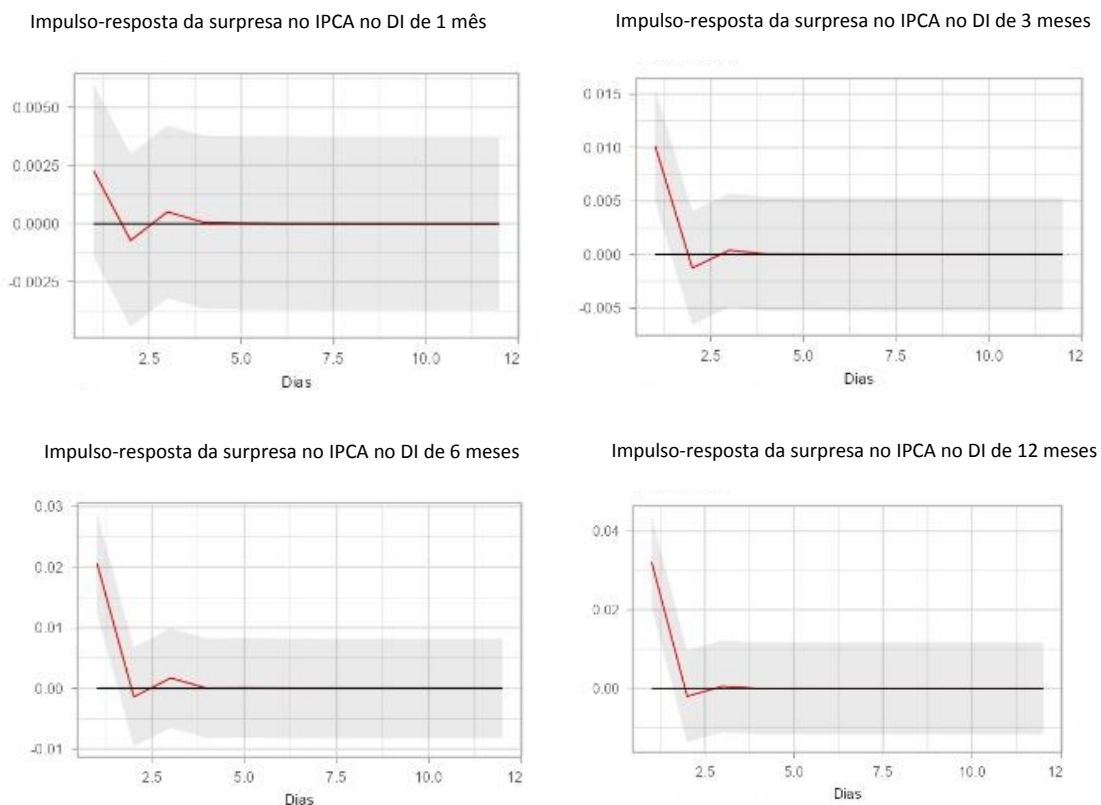 Impulso-resposta da surpresa no IPCA no DI de 1 mês
0.0050
0.0025
0.0000
-0.0025
2.5 5.0 7.5 10.0 12
Dias
Impulso-resposta da surpresa no IPCA no DI de 3 meses
0.015
0.010
0.005
0.000
-0.005
2.5 5.0 7.5 10.0 12
Dias
Impulso-resposta da surpresa no IPCA no DI de 6 meses
0.03
0.02
0.01
0.00
-0.01
2.5 5.0 7.5 10.0 12
Dias
Impulso-resposta da surpresa no IPCA no DI de 12 meses
0.04
0.02
0.00
2.5 5.0 7.5 10.0 12
Dias